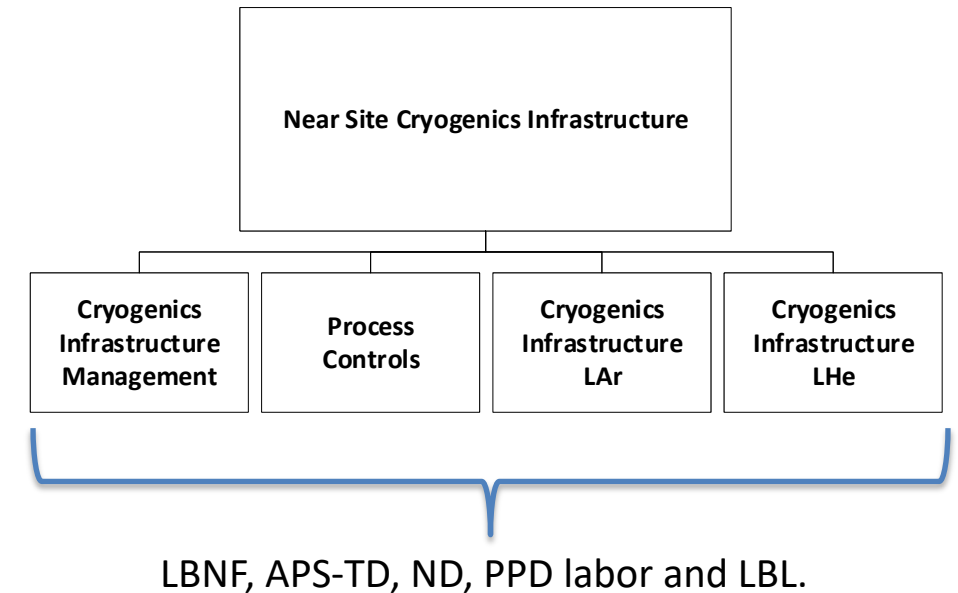 Near Site Cryogenics Infrastructure
Cryogenics
Infrastructure
Management
Process
Controls
Cryogenics
Infrastructure
LAr
Cryogenics
Infrastructure
LHe
LBNF, APS-TD, ND, PPD labor and LBL.